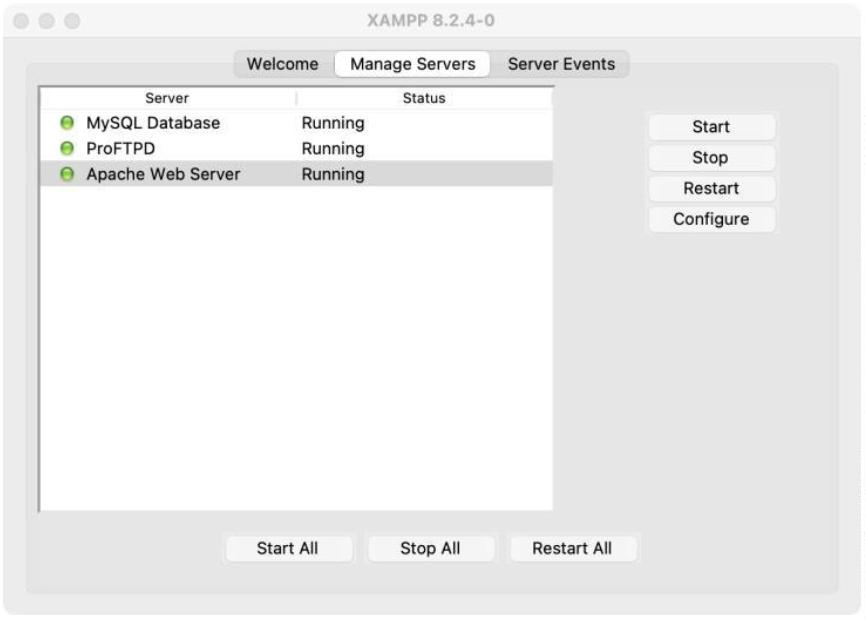 XAMPP 8.2.4-0
Welcome Manage Servers Server Events
Server Status
MySQL Database Running
ProFTPD Running
Apache Web Server Running
Start
Stop
Restart
Configure
Start All Stop All Restart All